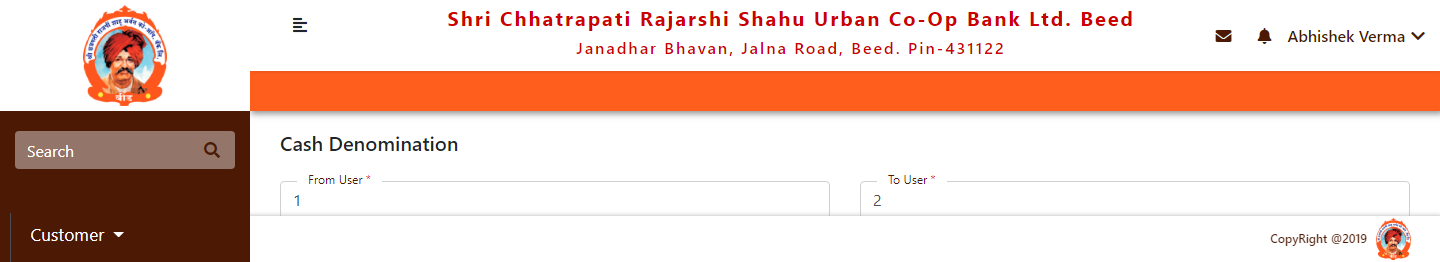 Shri Chhatrapati Rajarshi Shahu Urban Co-Op Bank Ltd. Beed
Janadhar Bhavan, Jalna Road, Beed. Pin-431122
Abhishek Verma
Search
Cash Denomination
From User *
1
To User *
2
Customer
CopyRight @2019
बीड